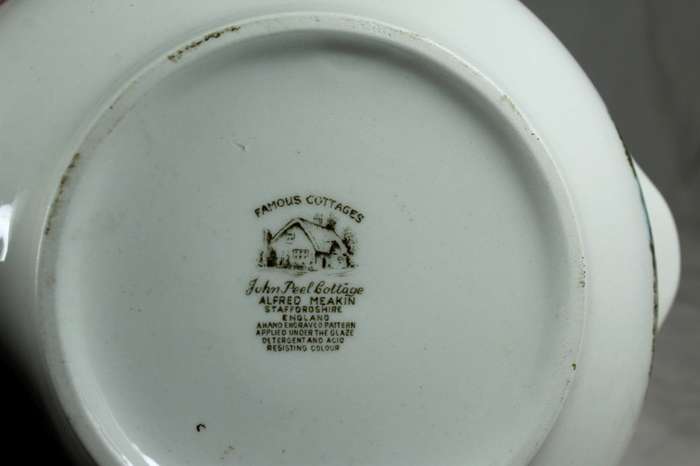 FAMOUS COTTAGES
John Peel Cottage
ALFRED MEAKIN
STAFFORDSHIRE
ENGLAND
A HAND ENGRAVED PATTERN
APPLIED UNDER THE GLAZE
DETERGENT AND ACID
RESISTING COLOUR